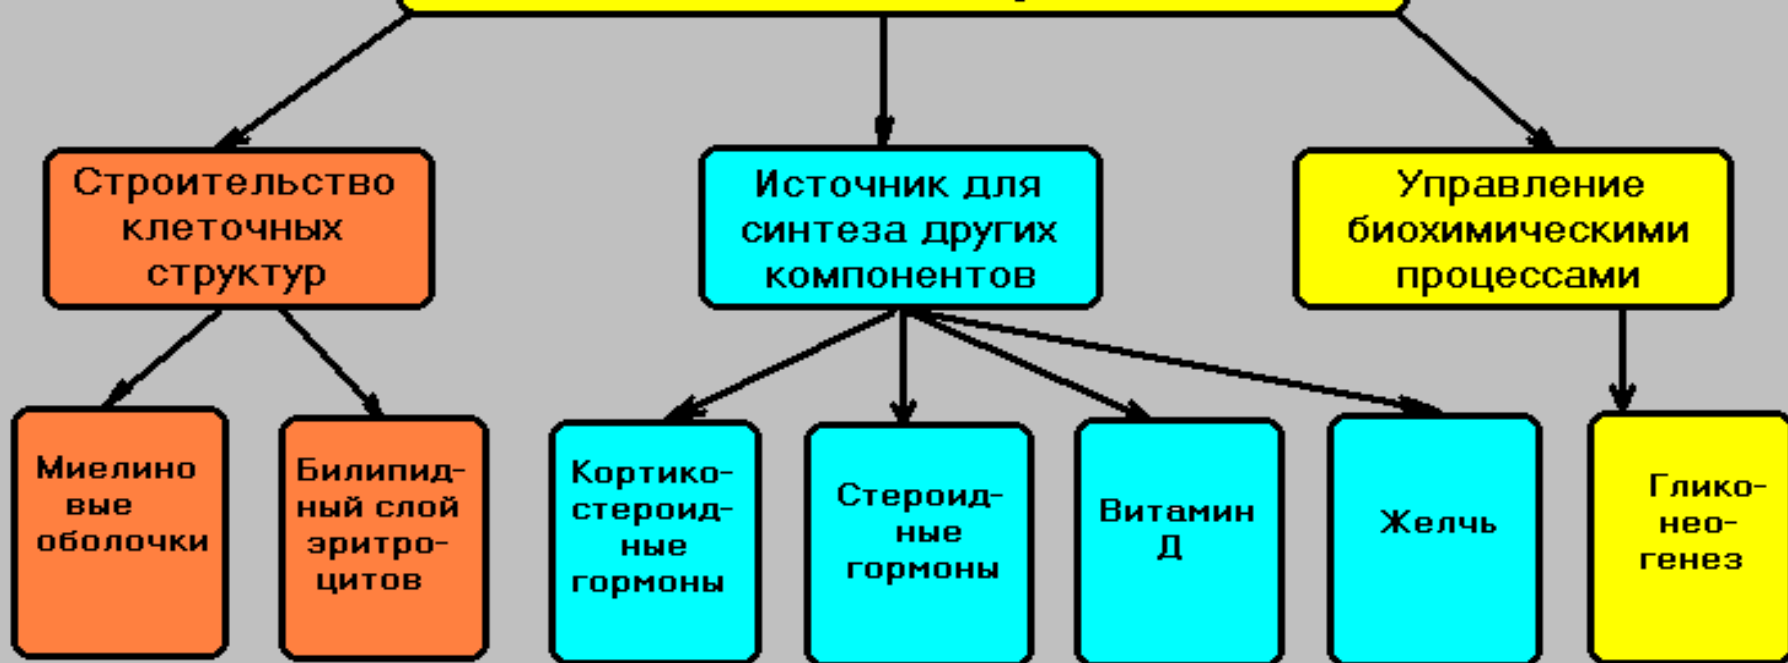 Строительство
клеточных
структур
Источник для
синтеза других
компонентов
Управление
биохимическими
процессами
Миелино
вые
оболочки
Билипид-
ный слой
эритро-
цитов
Кортико-
стероид-
ные
гормоны
Стероид-
ные
гормоны
Витамин
Д
Желчь
Глико-
нео-
генез